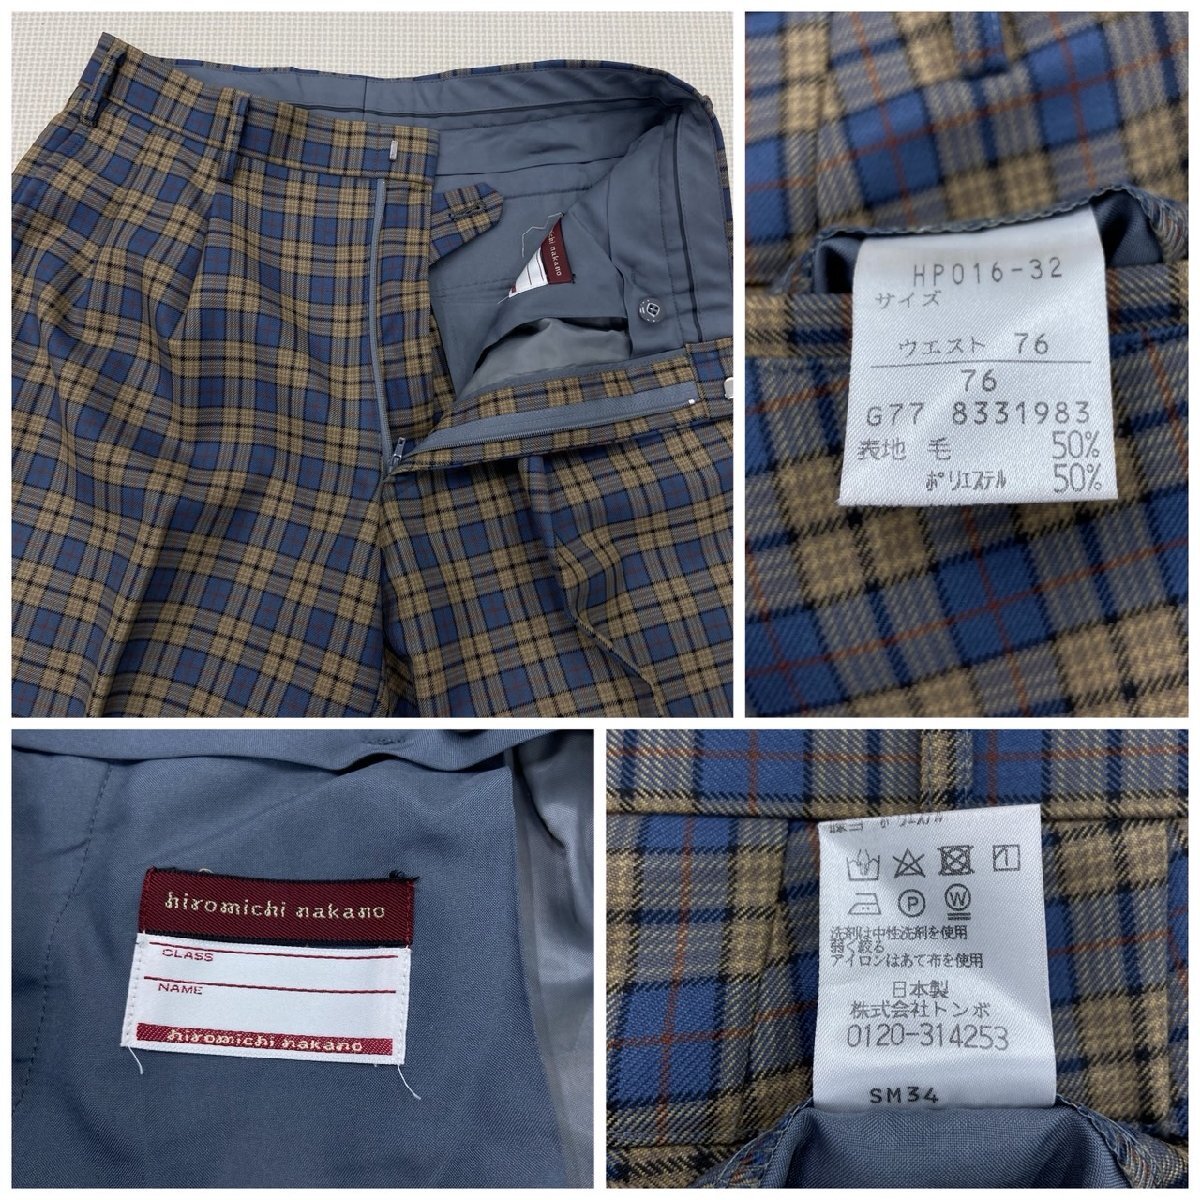 hi nakano
HP016-32
サイズ
ウエスト 76
76
G77 8331983
表地 毛 50%
ポリエステル 50%
hiromichi nakano
CLASS
NAME
hiromichi nakano
1
P
W
洗剤は中性洗剤を使用
弱く絞る
アイロンはあて布を使用
日本製
株式会社トンボ
0120-314253
SM34